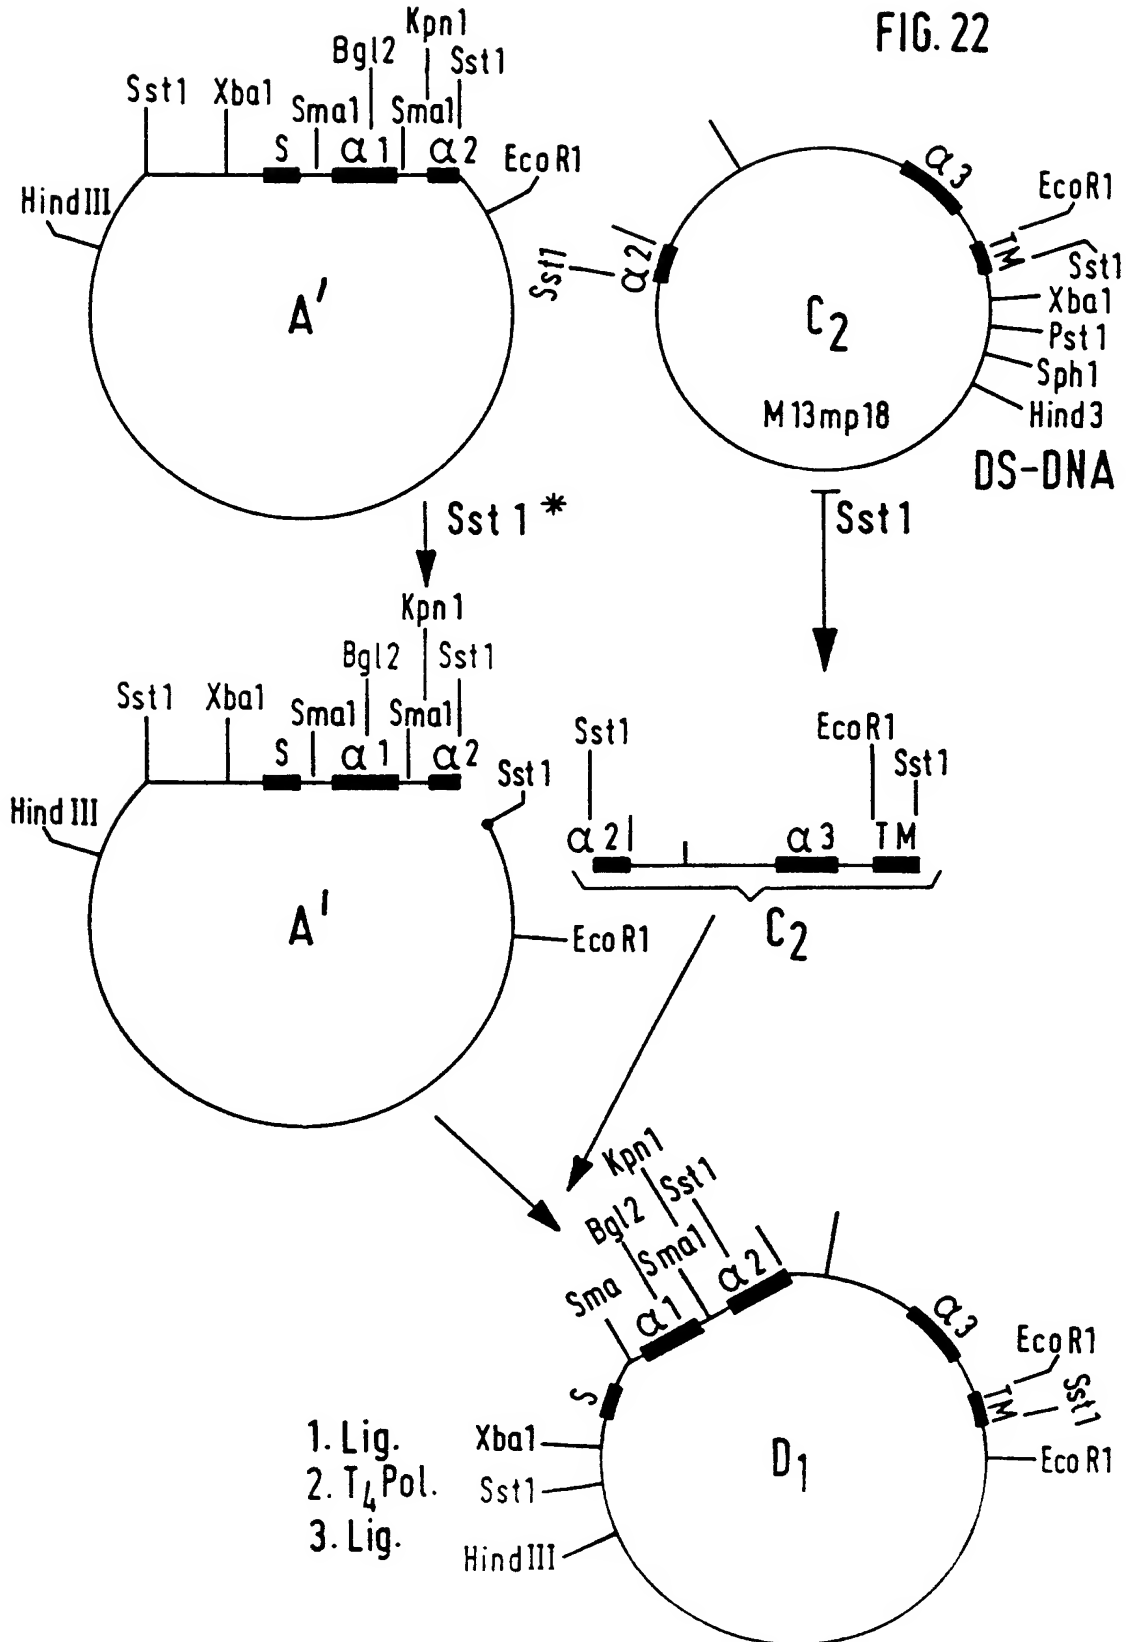 FIG. 22
Kpn1
Bgl2
Sst1
Sst1
Xba1
Sma1
Sma1
S
α1
α2
EcoR1
HindIII
A'
α3
EcoR1
TM
Sst1
Sst1
α2
Xba1
Pst1
Sph1
Hind3
C2
M13mp18
DS-DNA
Sst 1*
Sst1
Kpn1
Bgl2
Sst1
Sst1
Xba1
Sma1
Sma1
S
α1
α2
Sst1
HindIII
A'
EcoR1
Sst1
EcoR1
Sst1
α2
α3
TM
C2
Kpn1
Sst1
Bgl2
Sma1
Sma
α1
α2
α3
EcoR1
TM
Sst1
S
Xba1
Sst1
HindIII
EcoR1
D1
1. Lig.
2. T4Pol.
3. Lig.